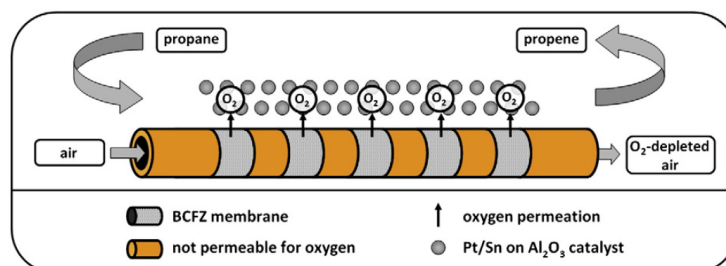 propane
propene
O₂ O₂ O₂ O₂ O₂
air
O₂-depleted
air
BCFZ membrane
oxygen permeation
not permeable for oxygen
Pt/Sn on Al₂O₃ catalyst